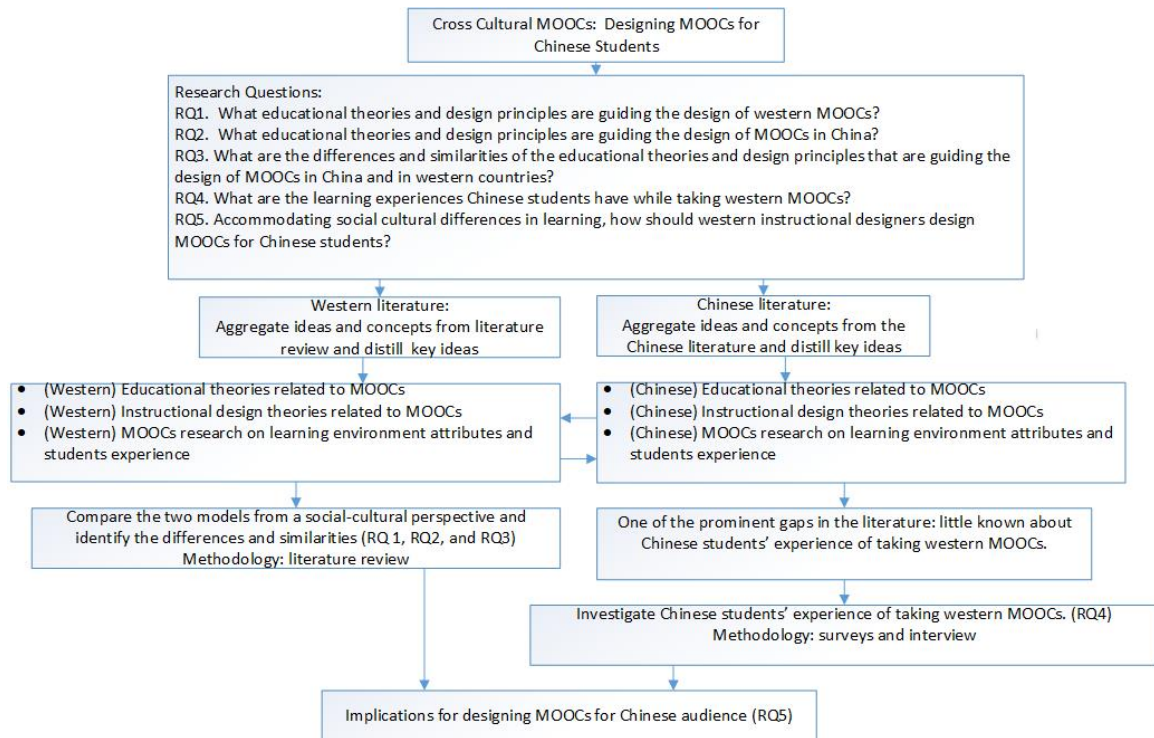 Cross Cultural MOOCs:  Designing MOOCs for
Chinese Students
Research Questions:
RQ1.  What educational theories and design principles are guiding the design of western MOOCs?
RQ2.  What educational theories and design principles are guiding the design of MOOCs in China?
RQ3. What are the differences and similarities of the educational theories and design principles that are guiding the
design of MOOCs in China and in western countries?
RQ4. What are the learning experiences Chinese students have while taking western MOOCs?
RQ5. Accommodating social cultural differences in learning, how should western instructional designers design
MOOCs for Chinese students?
Western literature:
Aggregate ideas and concepts from literature
review and distill  key ideas
Chinese literature:
Aggregate ideas and concepts from the
Chinese literature and distill key ideas
• (Western) Educational theories related to MOOCs
• (Western) Instructional design theories related to MOOCs
• (Western) MOOCs research on learning environment attributes and
students experience
• (Chinese) Educational theories related to MOOCs
• (Chinese) Instructional design theories related to MOOCs
• (Chinese) MOOCs research on learning environment attributes and
students experience
Compare the two models from a social-cultural perspective and
identify the differences and similarities (RQ 1, RQ2, and RQ3)
Methodology: literature review
One of the prominent gaps in the literature: little known about
Chinese students’ experience of taking western MOOCs.
Investigate Chinese students’ experience of taking western MOOCs. (RQ4)
Methodology: surveys and interview
Implications for designing MOOCs for Chinese audience (RQ5)